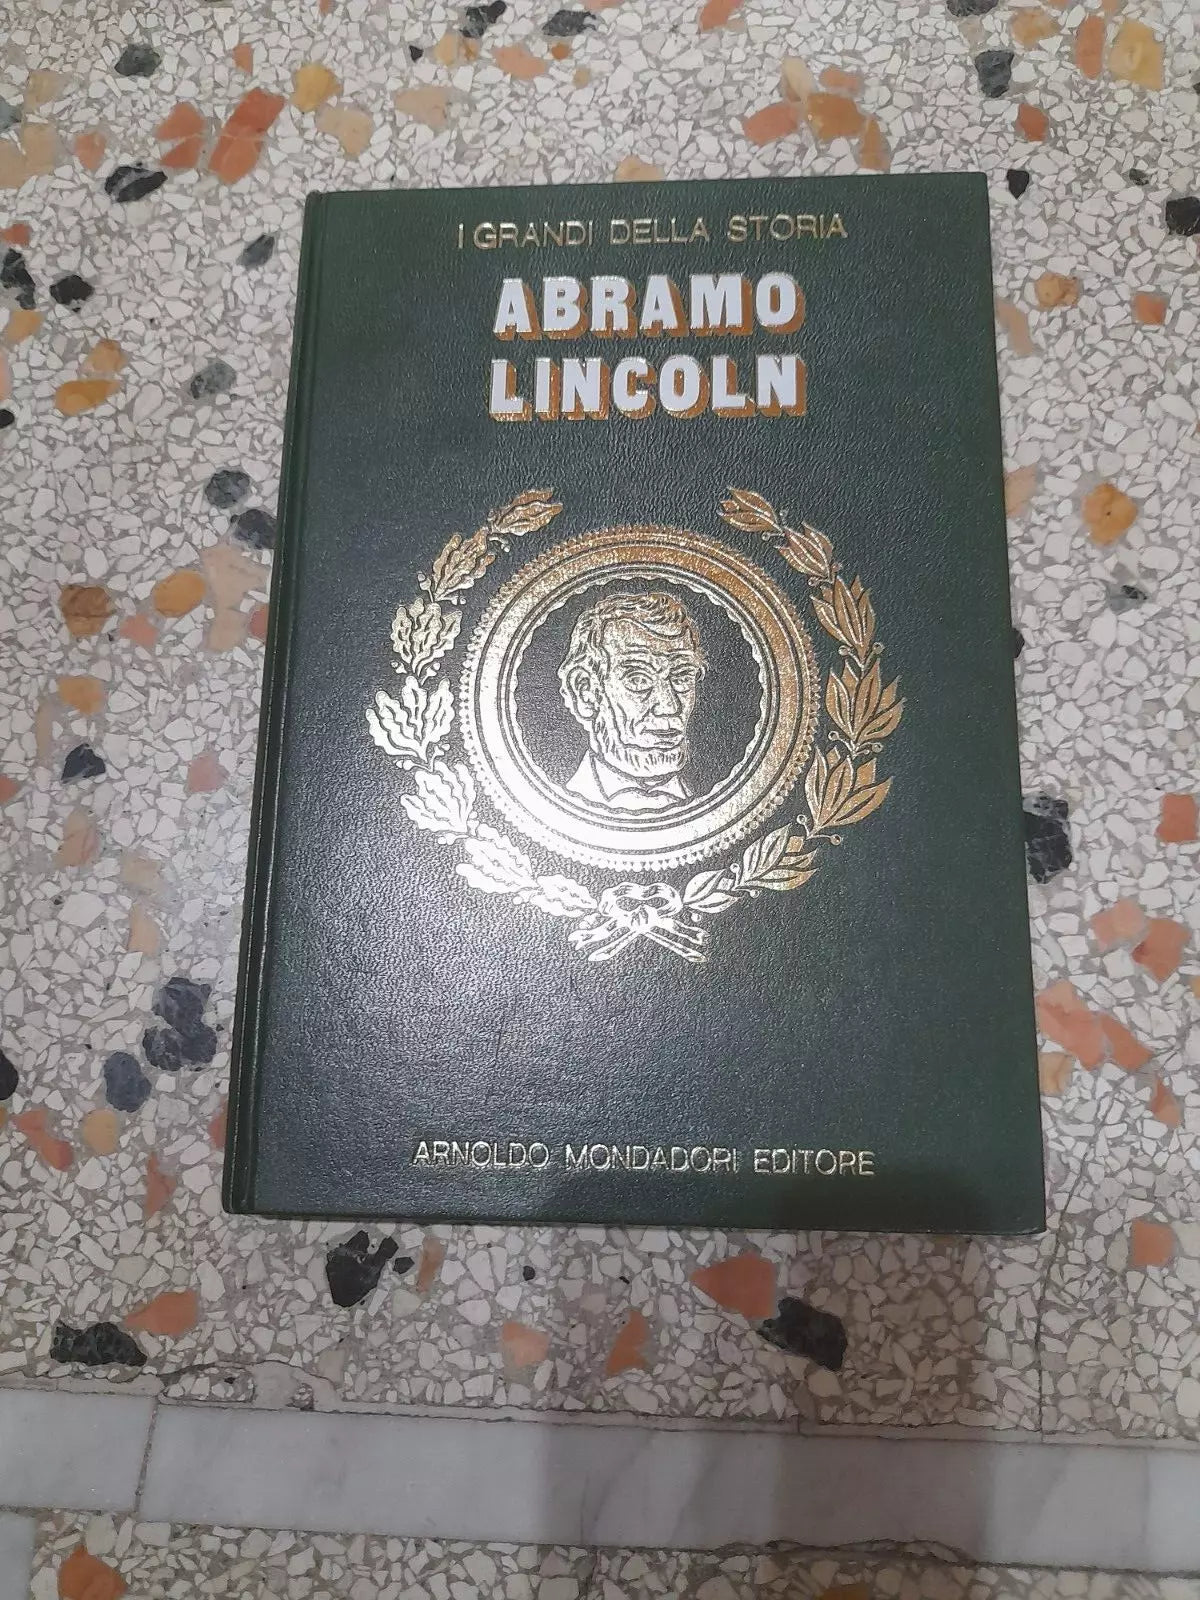 I GRANDI DELLA STORIA
ABRAMO
LINCOLN
ARNOLDO MONDADORI EDITORE